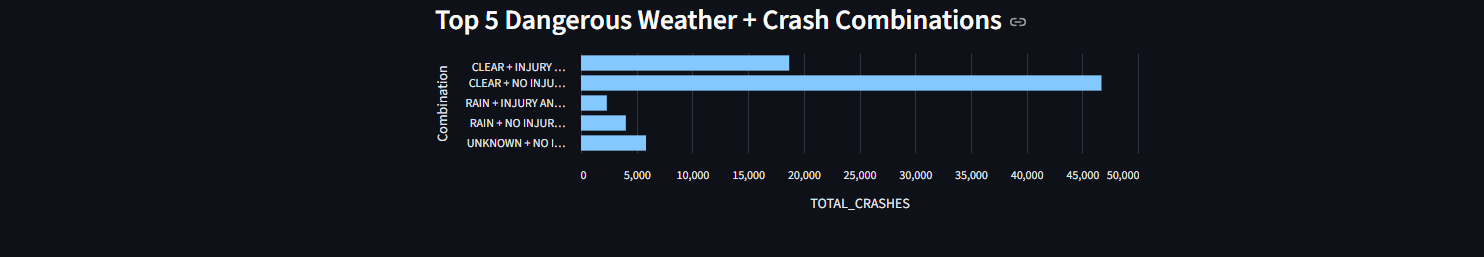 Top 5 Dangerous Weather + Crash Combinations
Combination
CLEAR + INJURY …
CLEAR + NO INJU…
RAIN + INJURY AN…
RAIN + NO INJUR…
UNKNOWN + NO I…
0 5,000 10,000 15,000 20,000 25,000 30,000 35,000 40,000 45,000 50,000
TOTAL_CRASHES